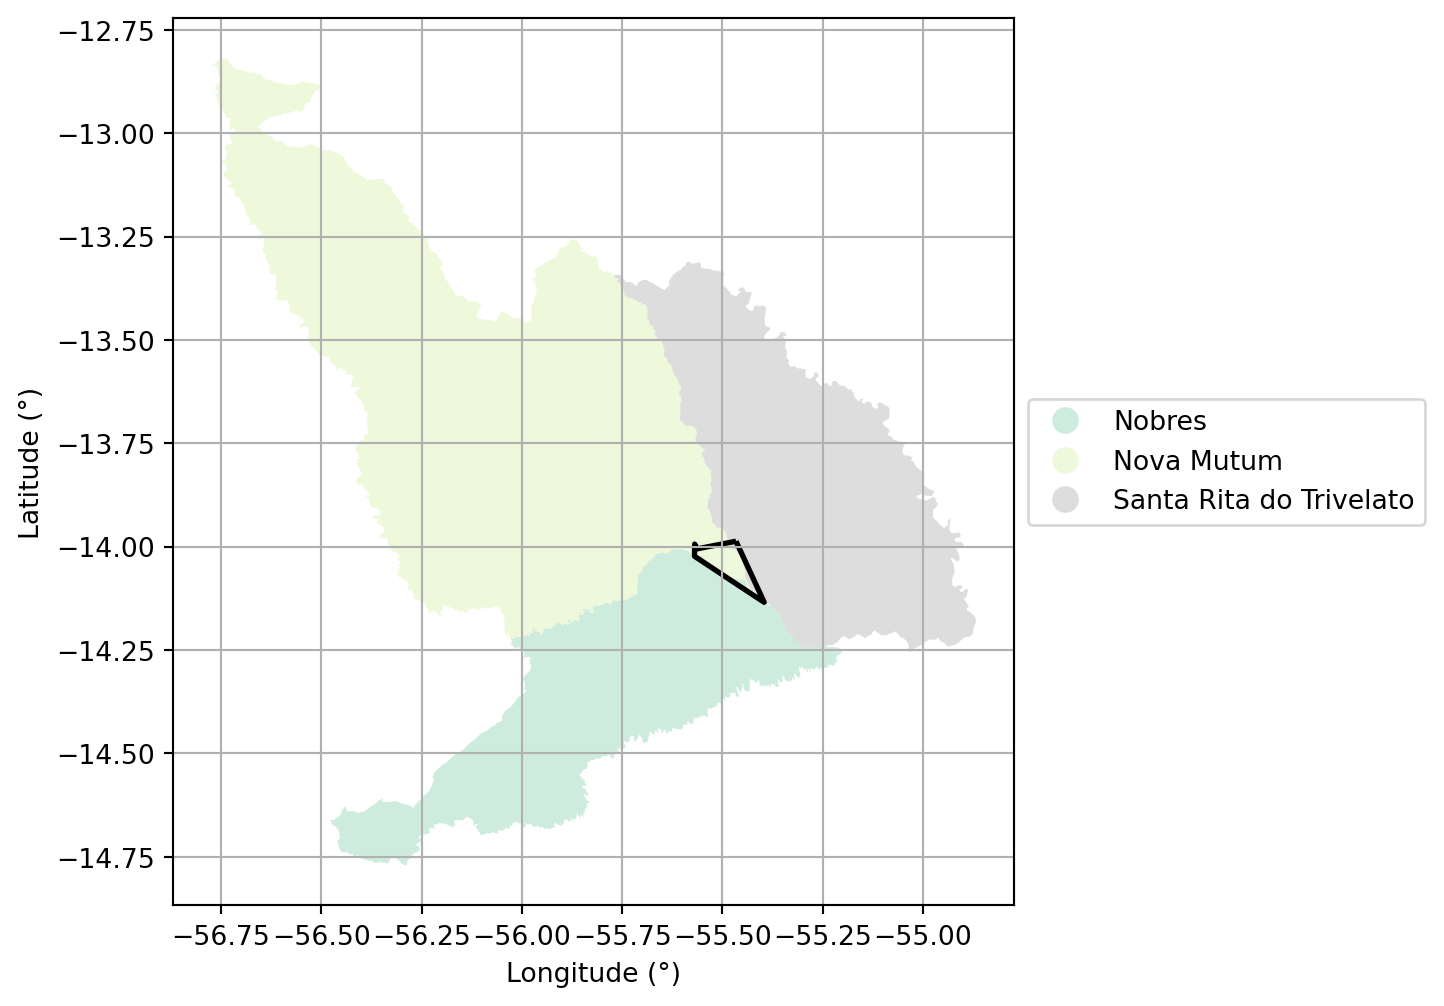 −12.75
−13.00
−13.25
−13.50
−13.75
−14.00
−14.25
−14.50
−14.75
Latitude (°)
−56.75 −56.50 −56.25 −56.00 −55.75 −55.50 −55.25 −55.00
Longitude (°)
Nobres
Nova Mutum
Santa Rita do Trivelato